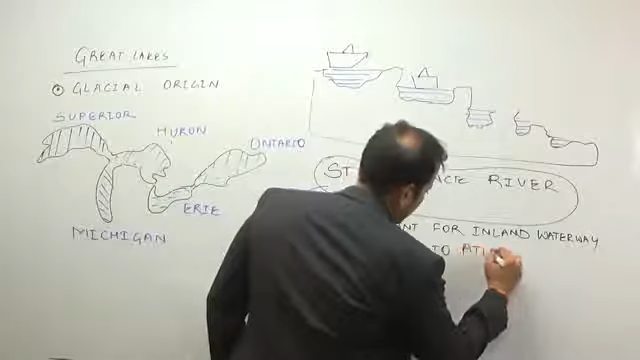 GREAT LAKES
GLACIAL ORIGIN
SUPERIOR
HURON
ONTARIO
ERIE
MICHIGAN
RIVER
FOR INLAND WATERWAY
TO